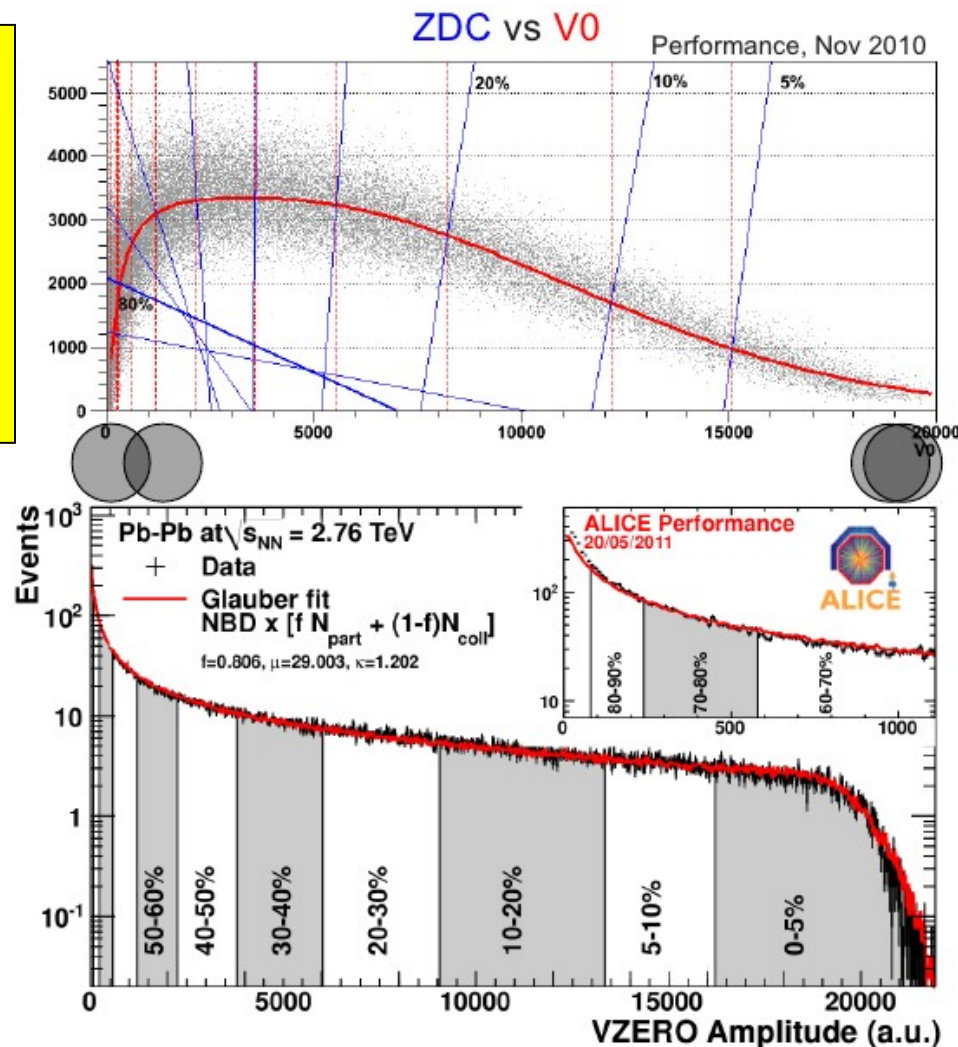 ZDC vs V0
Performance, Nov 2010
5000
4000
3000
2000
1000
0
20%
10%
5%
80%
0 5000 10000 15000 20000
V0
Events
10³
10²
10
1
10⁻¹
Pb-Pb at √sNN = 2.76 TeV
+ Data
Glauber fit
NBD x [f Npart + (1-f)Ncoll]
f=0.806, μ=29.003, κ=1.202
ALICE Performance
20/05/2011
ALICE
10²
10
80-90%
70-80%
60-70%
0 500 1000
50-60%
40-50%
30-40%
20-30%
10-20%
5-10%
0-5%
0 5000 10000 15000 20000
VZERO Amplitude (a.u.)